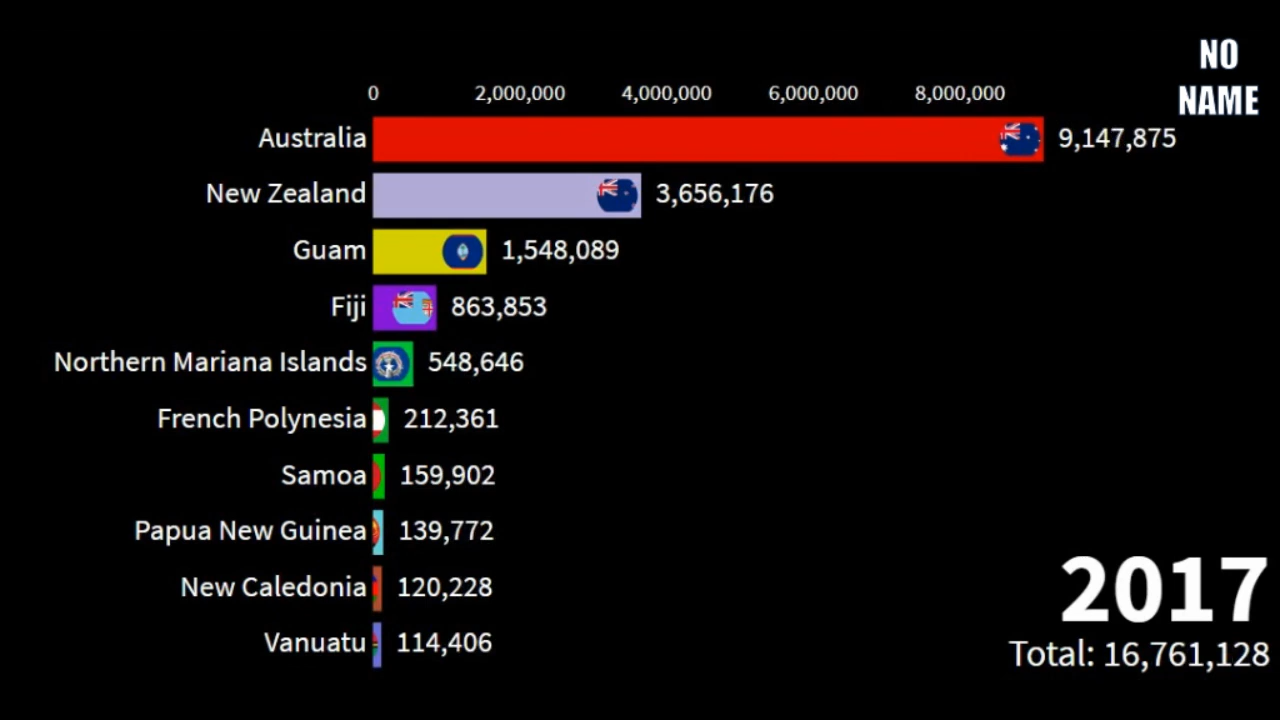 NO
NAME
0 2,000,000 4,000,000 6,000,000 8,000,000
Australia 9,147,875
New Zealand 3,656,176
Guam 1,548,089
Fiji 863,853
Northern Mariana Islands 548,646
French Polynesia 212,361
Samoa 159,902
Papua New Guinea 139,772
New Caledonia 120,228
Vanuatu 114,406
2017
Total: 16,761,128